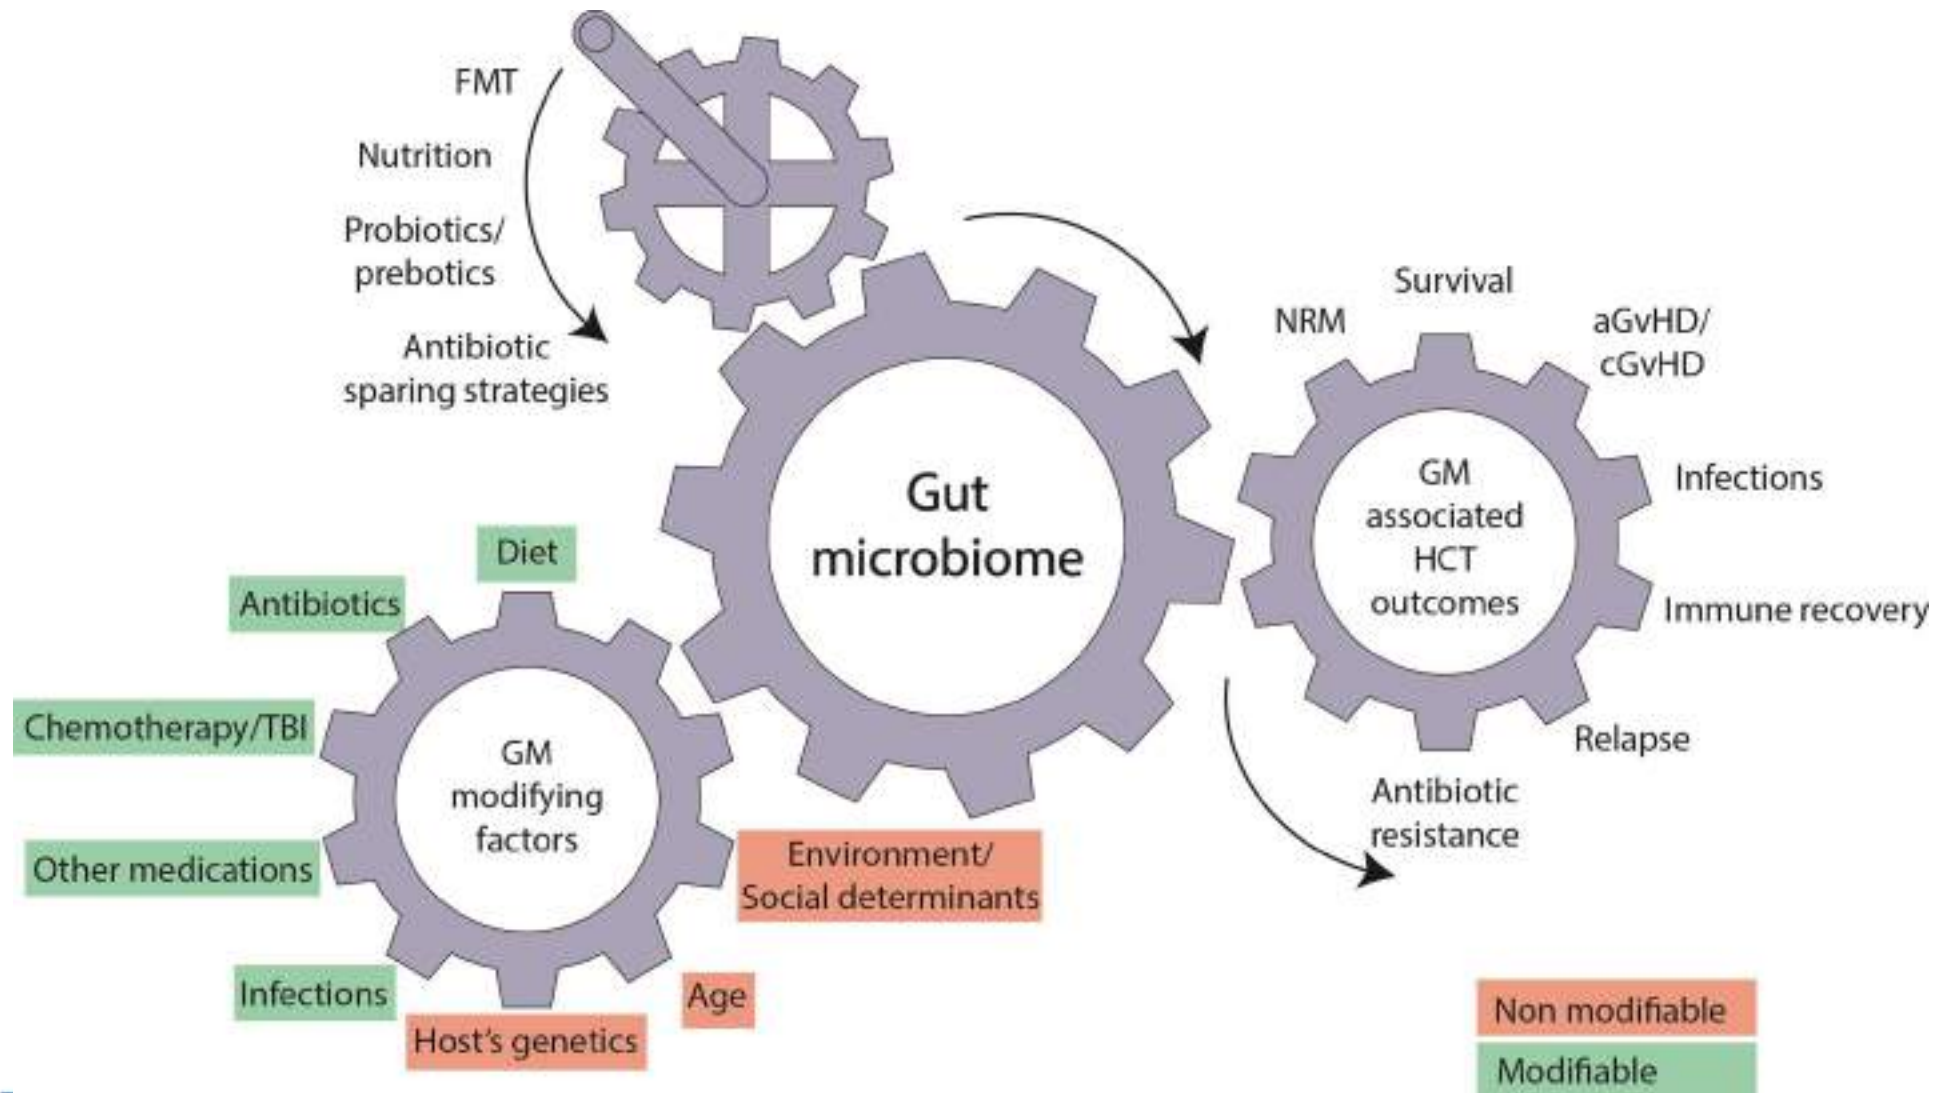 FMT
Nutrition
Probiotics/
prebotics
Antibiotic
sparing strategies
Gut
microbiome
Survival
NRM
aGvHD/
cGvHD
Infections
Immune recovery
Relapse
Antibiotic
resistance
GM
associated
HCT
outcomes
Diet
Antibiotics
Chemotherapy/TBI
Other medications
Infections
Host's genetics
Age
Environment/
Social determinants
GM
modifying
factors
Non modifiable
Modifiable